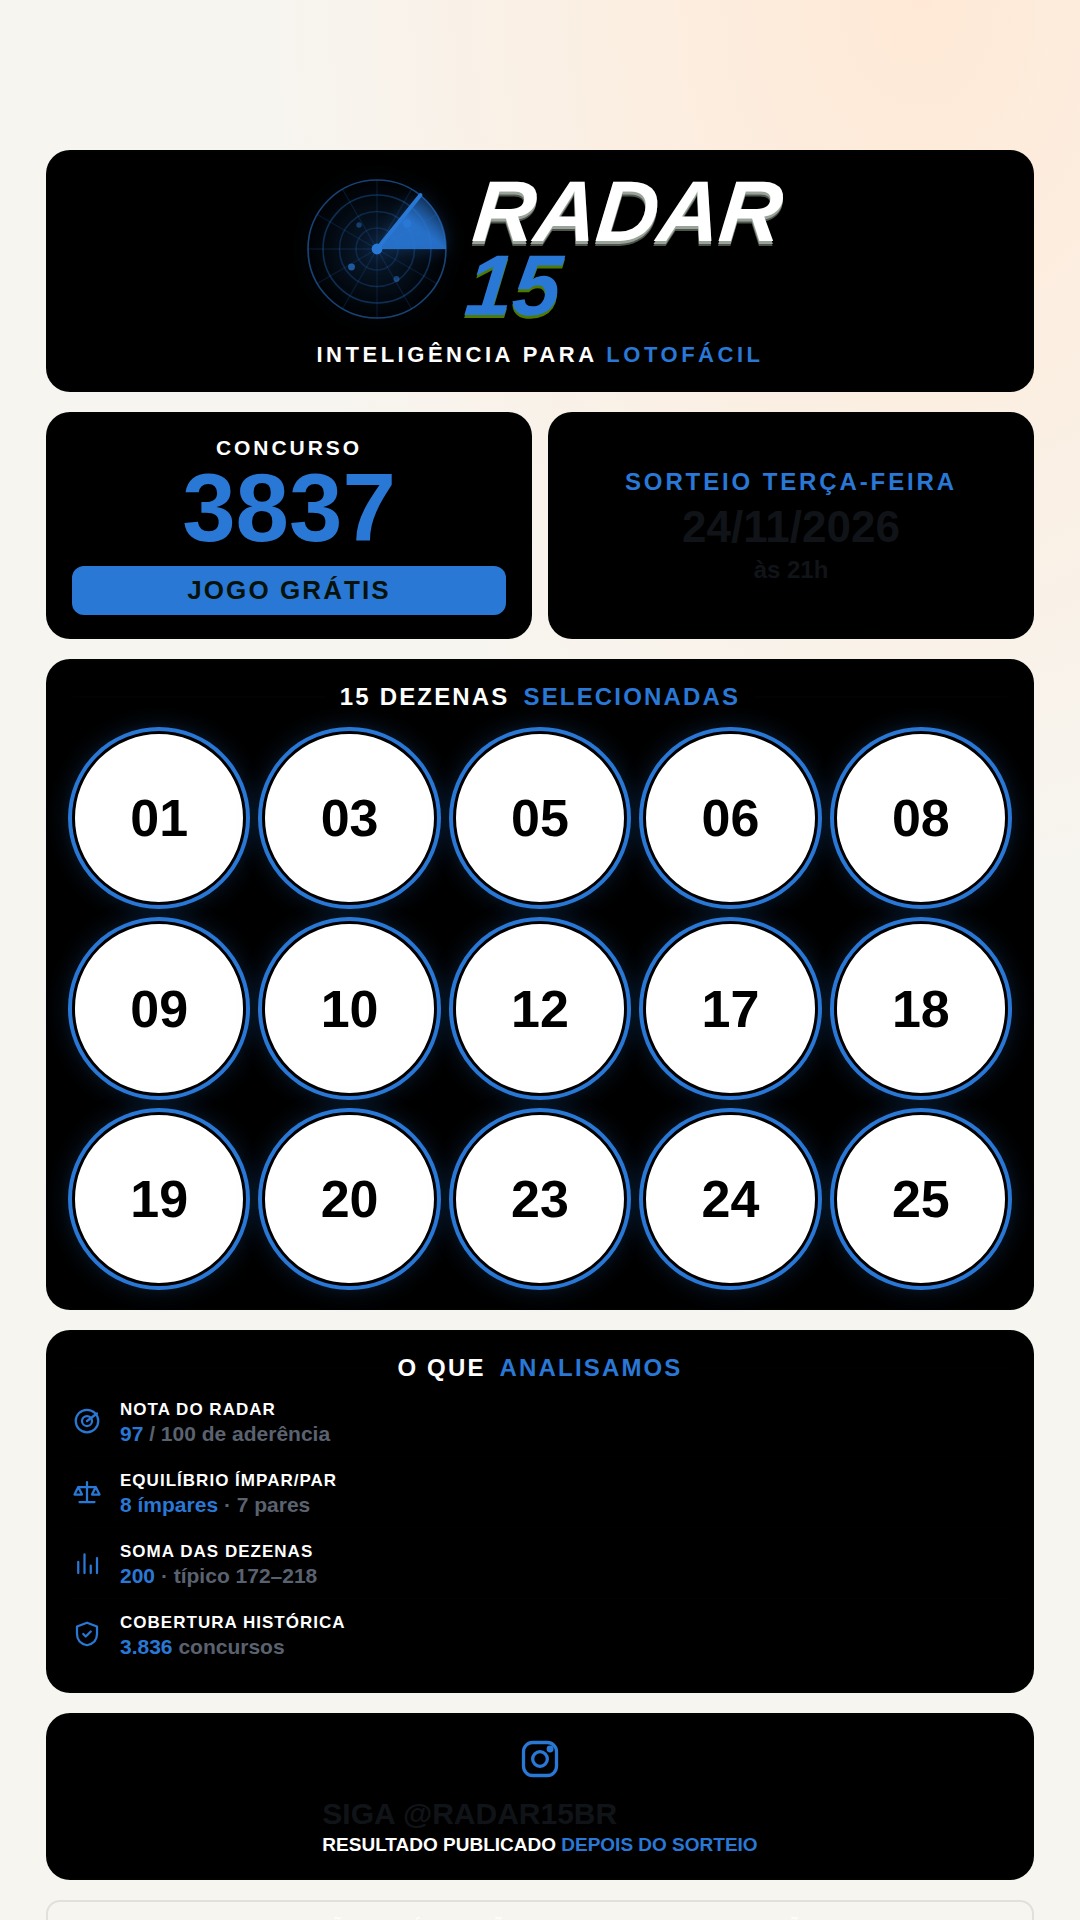 RADAR
15
INTELIGÊNCIA PARA LOTOFÁCIL
CONCURSO
3837
JOGO GRÁTIS
SORTEIO TERÇA-FEIRA
24/11/2026
às 21h
15 DEZENAS SELECIONADAS
01 03 05 06 08
09 10 12 17 18
19 20 23 24 25
O QUE ANALISAMOS
NOTA DO RADAR
97 / 100 de aderência
EQUILÍBRIO ÍMPAR/PAR
8 ímpares · 7 pares
SOMA DAS DEZENAS
200 · típico 172–218
COBERTURA HISTÓRICA
3.836 concursos
SIGA @RADAR15BR
RESULTADO PUBLICADO DEPOIS DO SORTEIO